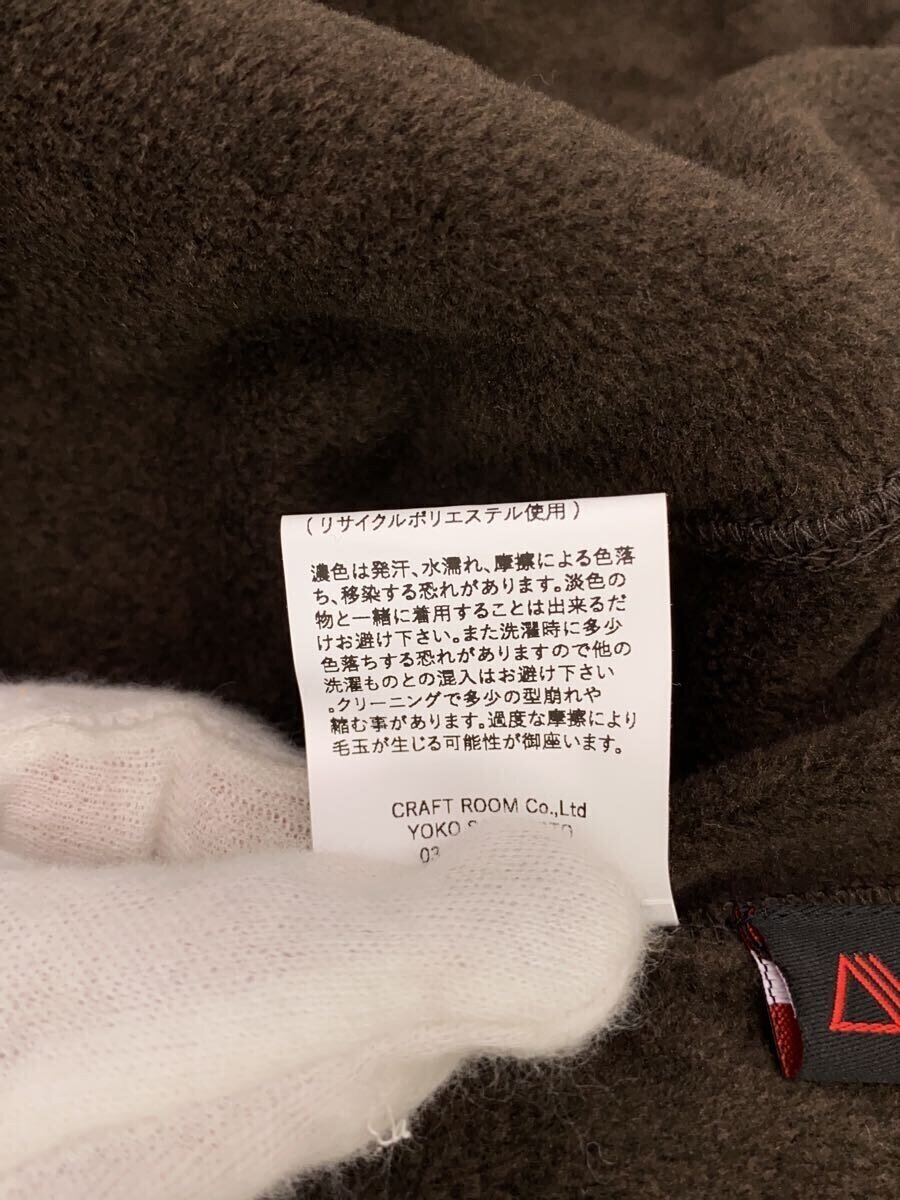 (リサイクルポリエステル使用)
濃色は発汗、水濡れ、摩擦による色落
ち、移染する恐れがあります。淡色の
物と一緒に着用することは出来るだ
けお避け下さい。また洗濯時に多少
色落ちする恐れがありますので他の
洗濯ものとの混入はお避け下さい
。クリーニングで多少の型崩れや
縮む事があります。過度な摩擦により
毛玉が生じる可能性が御座います。
CRAFT ROOM Co.,Ltd
YOKO
03